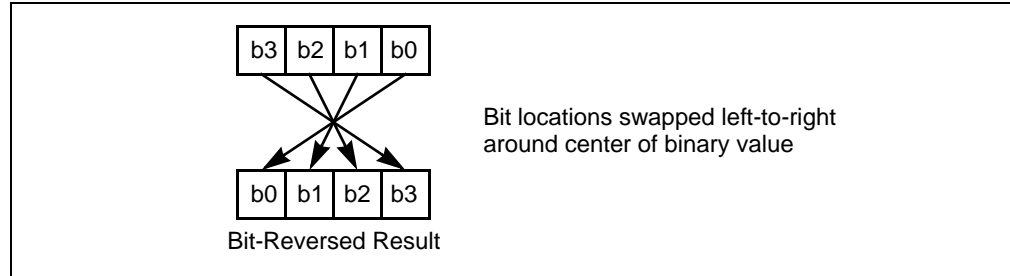 b3 b2 b1 b0
Bit locations swapped left-to-right
around center of binary value
b0 b1 b2 b3
Bit-Reversed Result